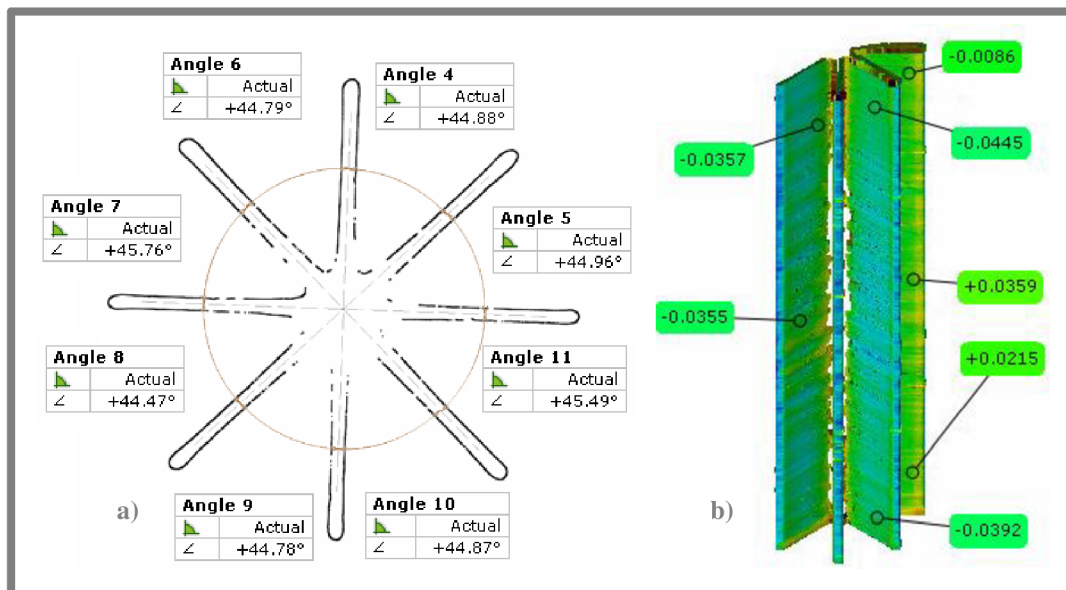 Angle 6
Actual
∠ +44.79°
Angle 4
Actual
∠ +44.88°
Angle 7
Actual
∠ +45.76°
Angle 5
Actual
∠ +44.96°
Angle 8
Actual
∠ +44.47°
Angle 11
Actual
∠ +45.49°
Angle 9
Actual
∠ +44.78°
Angle 10
Actual
∠ +44.87°
a)
-0.0086
-0.0445
-0.0357
+0.0359
-0.0355
+0.0215
-0.0392
b)